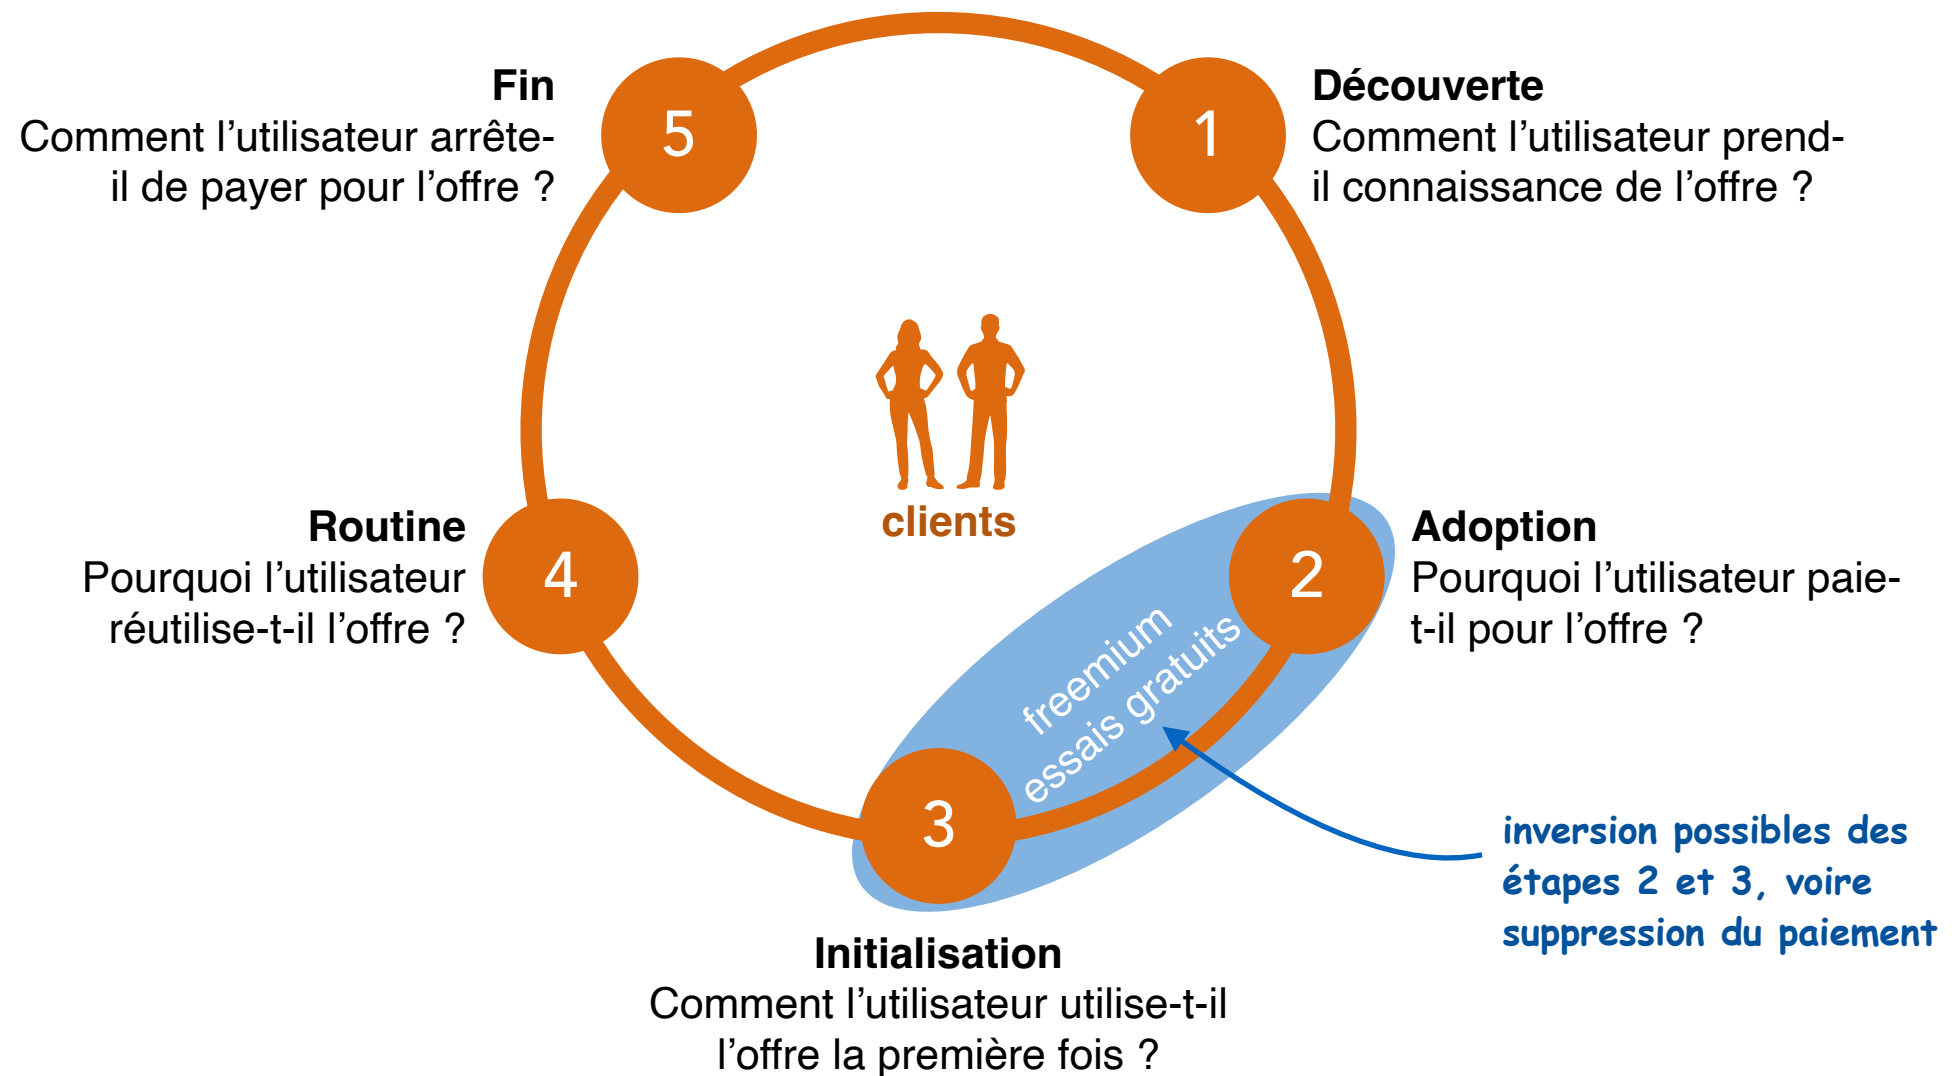 1
Découverte
Comment l’utilisateur prend-
il connaissance de l’offre ?
2
Adoption
Pourquoi l’utilisateur paie-
t-il pour l’offre ?
freemium
essais gratuits
inversion possibles des
étapes 2 et 3, voire
suppression du paiement
3
Initialisation
Comment l’utilisateur utilise-t-il
l’offre la première fois ?
4
Routine
Pourquoi l’utilisateur
réutilise-t-il l’offre ?
5
Fin
Comment l’utilisateur arrête-
il de payer pour l’offre ?
clients